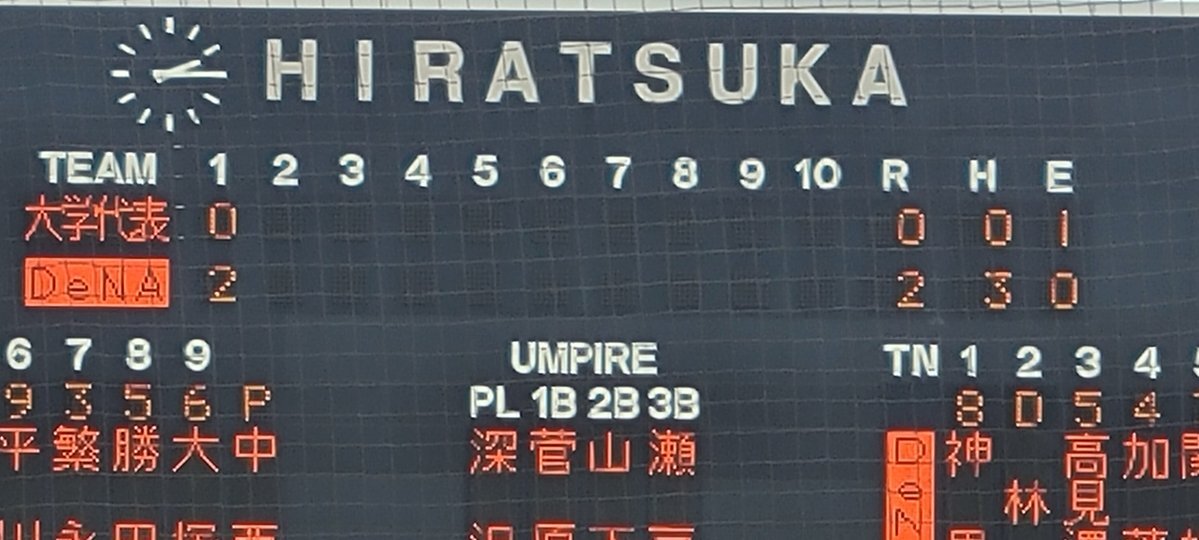 HIRATSUKA
TEAM 1 2 3 4 5 6 7 8 9 10 R H E
大学代表 0 0 0 1
DeNA 2 2 3 0
6 7 8 9
9 3 5 6 P
平 繁 勝 大 中
UMPIRE
PL 1B 2B 3B
深 菅 山 瀬
TN 1 2 3 4
8 0 5 4
D 神 林 高見 加